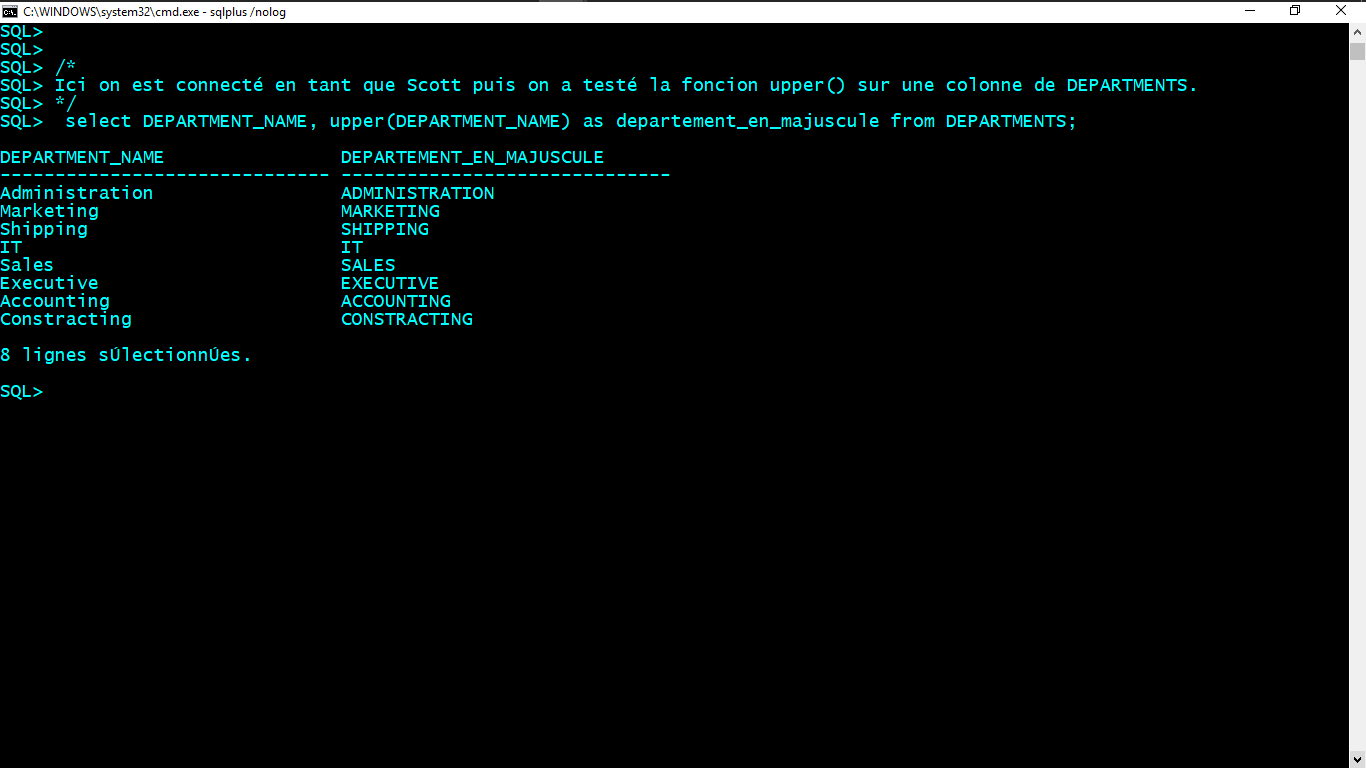 C:\WINDOWS\system32\cmd.exe - sqlplus /nolog
SQL>
SQL>
SQL> /*
SQL> Ici on est connecté en tant que Scott puis on a testé la foncion upper() sur une colonne de DEPARTMENTS.
SQL> */
SQL>  select DEPARTMENT_NAME, upper(DEPARTMENT_NAME) as departement_en_majuscule from DEPARTMENTS;
DEPARTMENT_NAME                DEPARTEMENT_EN_MAJUSCULE
------------------------------ ------------------------------
Administration                 ADMINISTRATION
Marketing                      MARKETING
Shipping                       SHIPPING
IT                             IT
Sales                          SALES
Executive                      EXECUTIVE
Accounting                     ACCOUNTING
Constracting                   CONSTRACTING
8 lignes sÚlectionnÚes.
SQL>